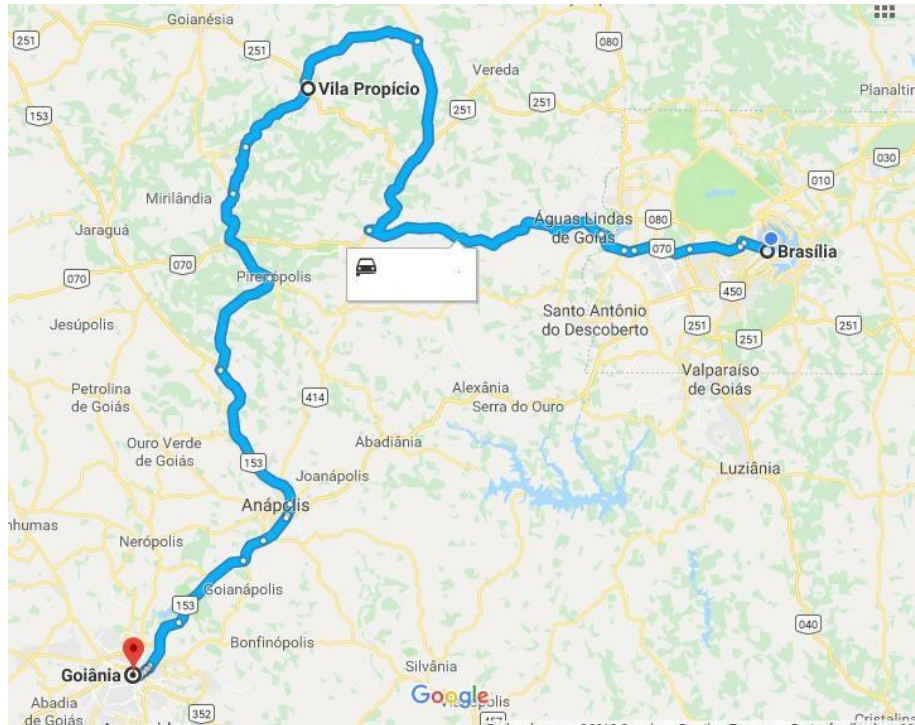 Goianésia
251
251
080
Vereda
Vila Propício
251
251
Planaltin
153
030
Mirilândia
010
Jaraguá
Águas Lindas
de Goiás
080
070
070
070
Brasília
Pirenópolis
450
Jesúpolis
Santo Antônio
do Descoberto
251
251
251
Valparaíso
de Goiás
Petrolina
de Goiás
414
Alexânia
Serra do Ouro
Ouro Verde
de Goiás
Abadiânia
153
Joanápolis
Luziânia
Anápolis
nhumas
Nerópolis
Goianápolis
153
040
Bonfinópolis
Goiânia
Silvânia
Google
Abadia
de Goiás
352
457
Cristalina